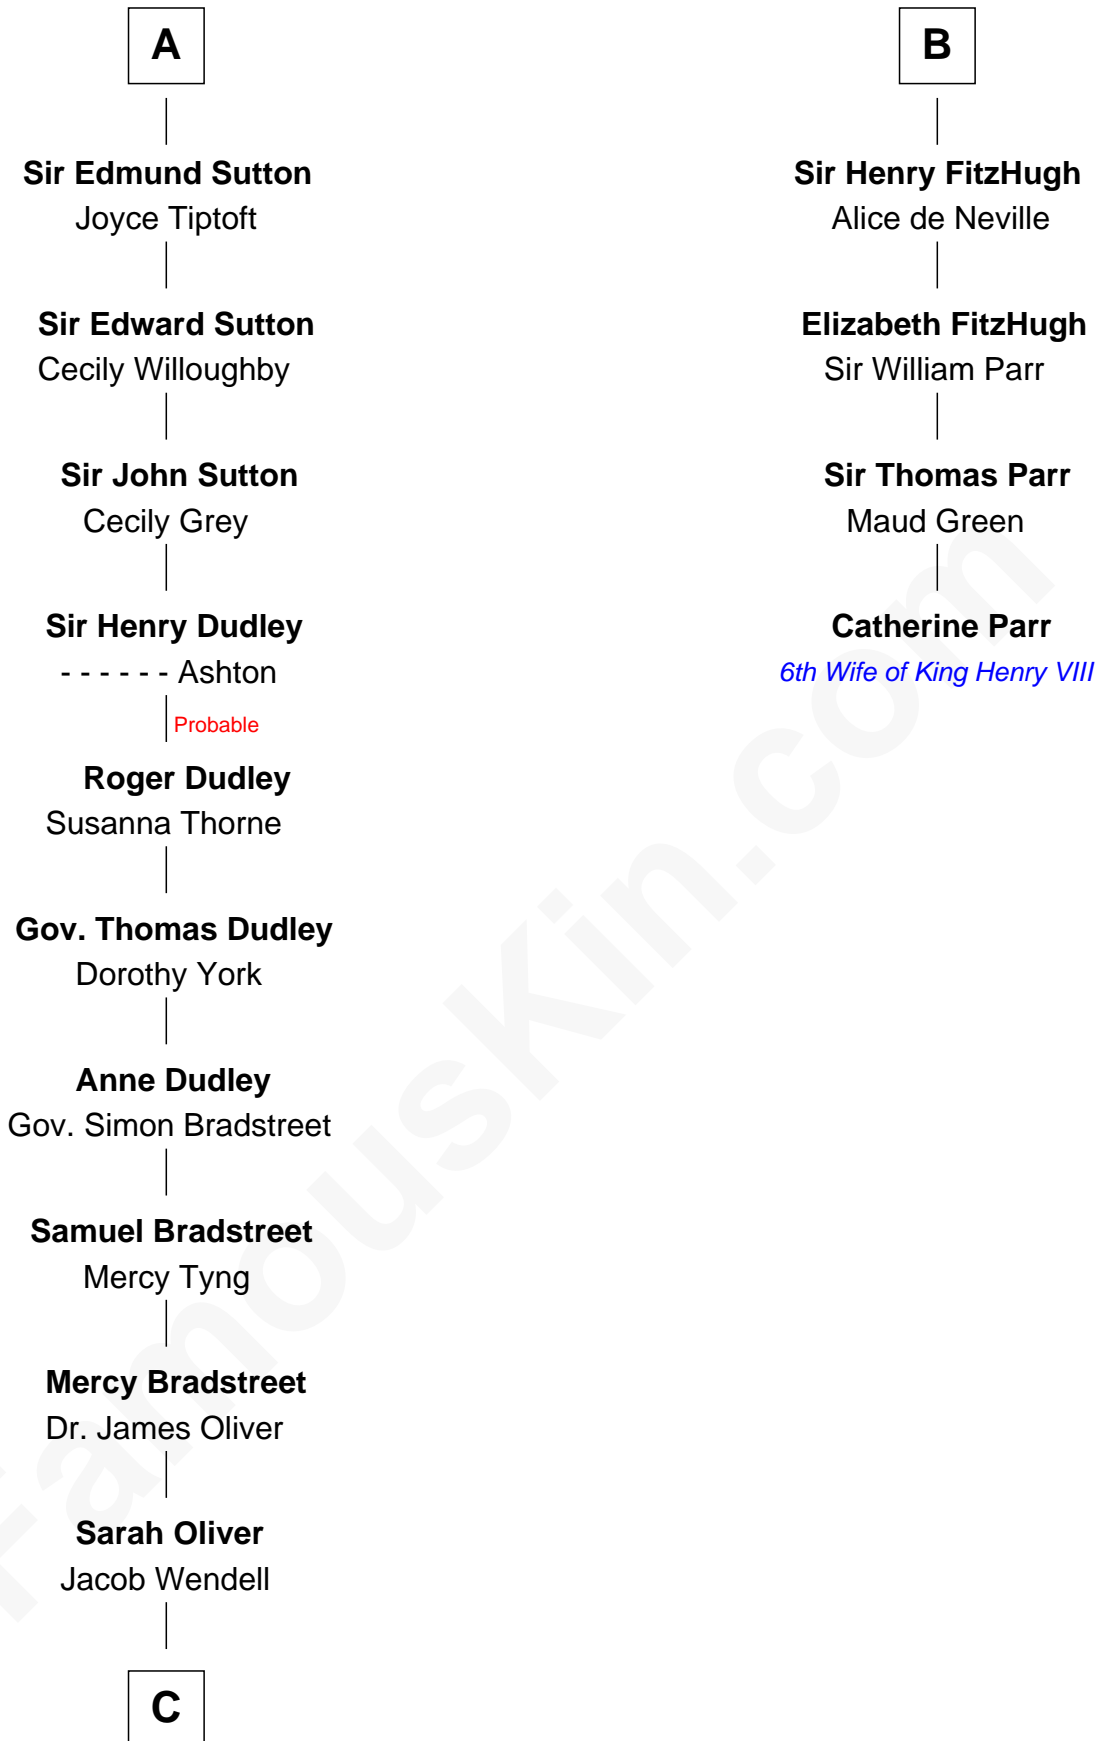 A
Sir Edmund Sutton
Joyce Tiptoft
Sir Edward Sutton
Cecily Willoughby
Sir John Sutton
Cecily Grey
Sir Henry Dudley
- - - - - - Ashton
Probable
Roger Dudley
Susanna Thorne
Gov. Thomas Dudley
Dorothy York
Anne Dudley
Gov. Simon Bradstreet
Samuel Bradstreet
Mercy Tyng
Mercy Bradstreet
Dr. James Oliver
Sarah Oliver
Jacob Wendell
C
B
Sir Henry FitzHugh
Alice de Neville
Elizabeth FitzHugh
Sir William Parr
Sir Thomas Parr
Maud Green
Catherine Parr
6th Wife of King Henry VIII
FamousKin.com